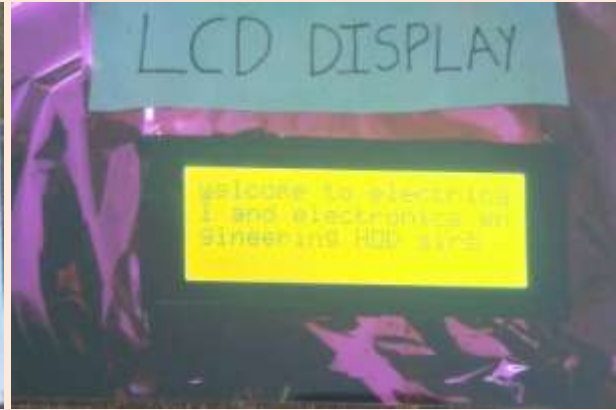 LCD DISPLAY
welcome to electrica
l and electronics en
gineering HOD sir